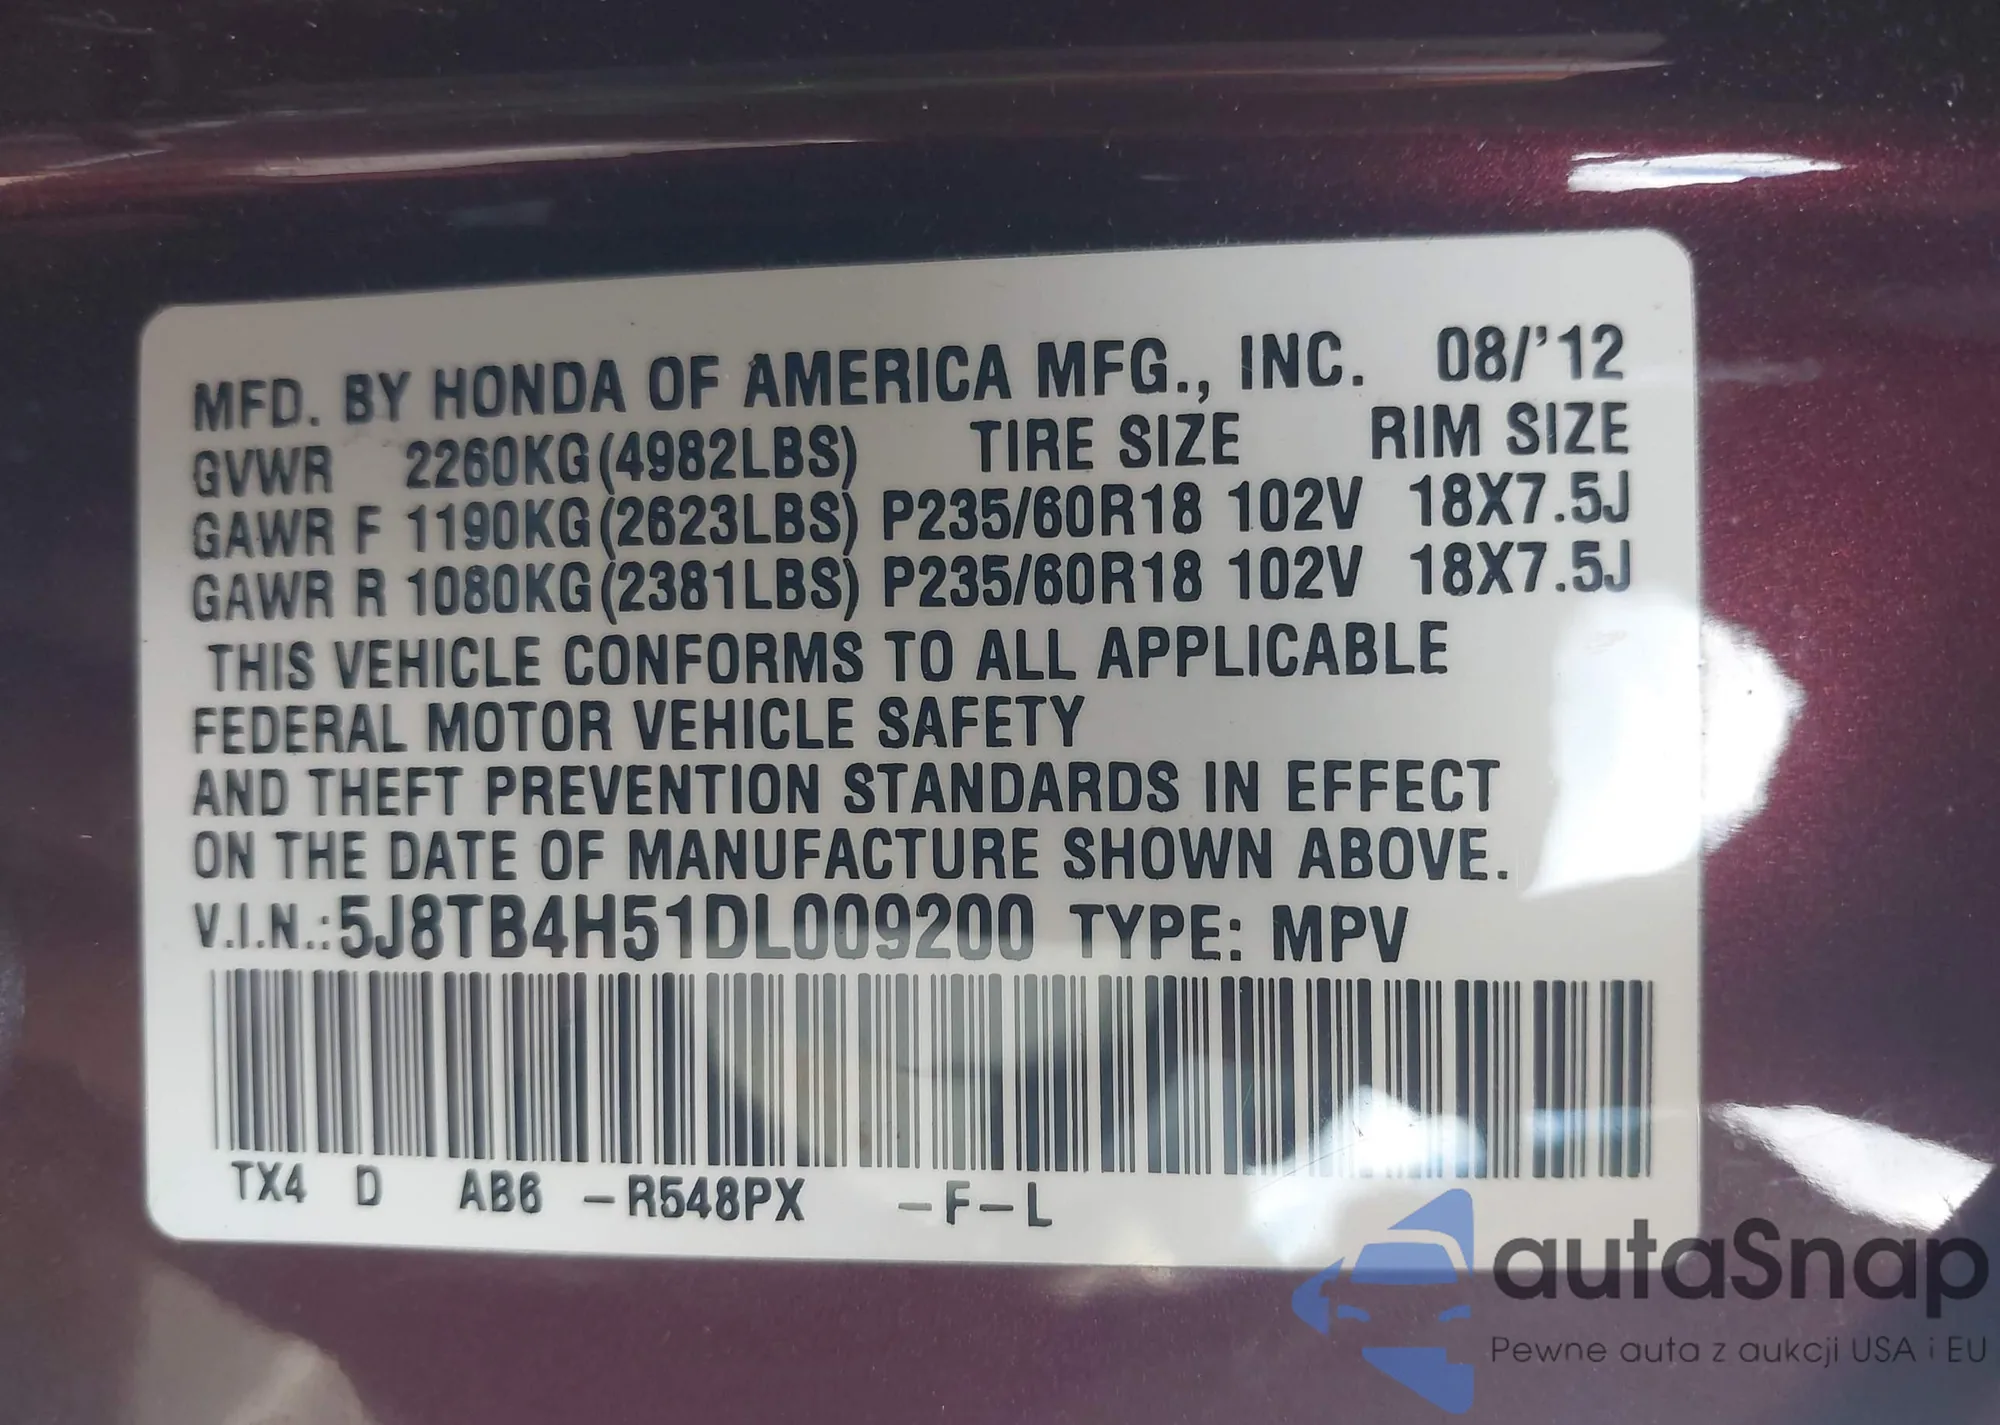 MFD. BY HONDA OF AMERICA MFG., INC. 08/'12
GVWR 2260KG(4982LBS) TIRE SIZE RIM SIZE
GAWR F 1190KG(2623LBS) P235/60R18 102V 18X7.5J
GAWR R 1080KG(2381LBS) P235/60R18 102V 18X7.5J
THIS VEHICLE CONFORMS TO ALL APPLICABLE
FEDERAL MOTOR VEHICLE SAFETY
AND THEFT PREVENTION STANDARDS IN EFFECT
ON THE DATE OF MANUFACTURE SHOWN ABOVE.
V.I.N.:5J8TB4H51DL009200 TYPE: MPV
TX4 D AB6 -R548PX -F-L
autaSnap
Pewne auta z aukcji USA i EU